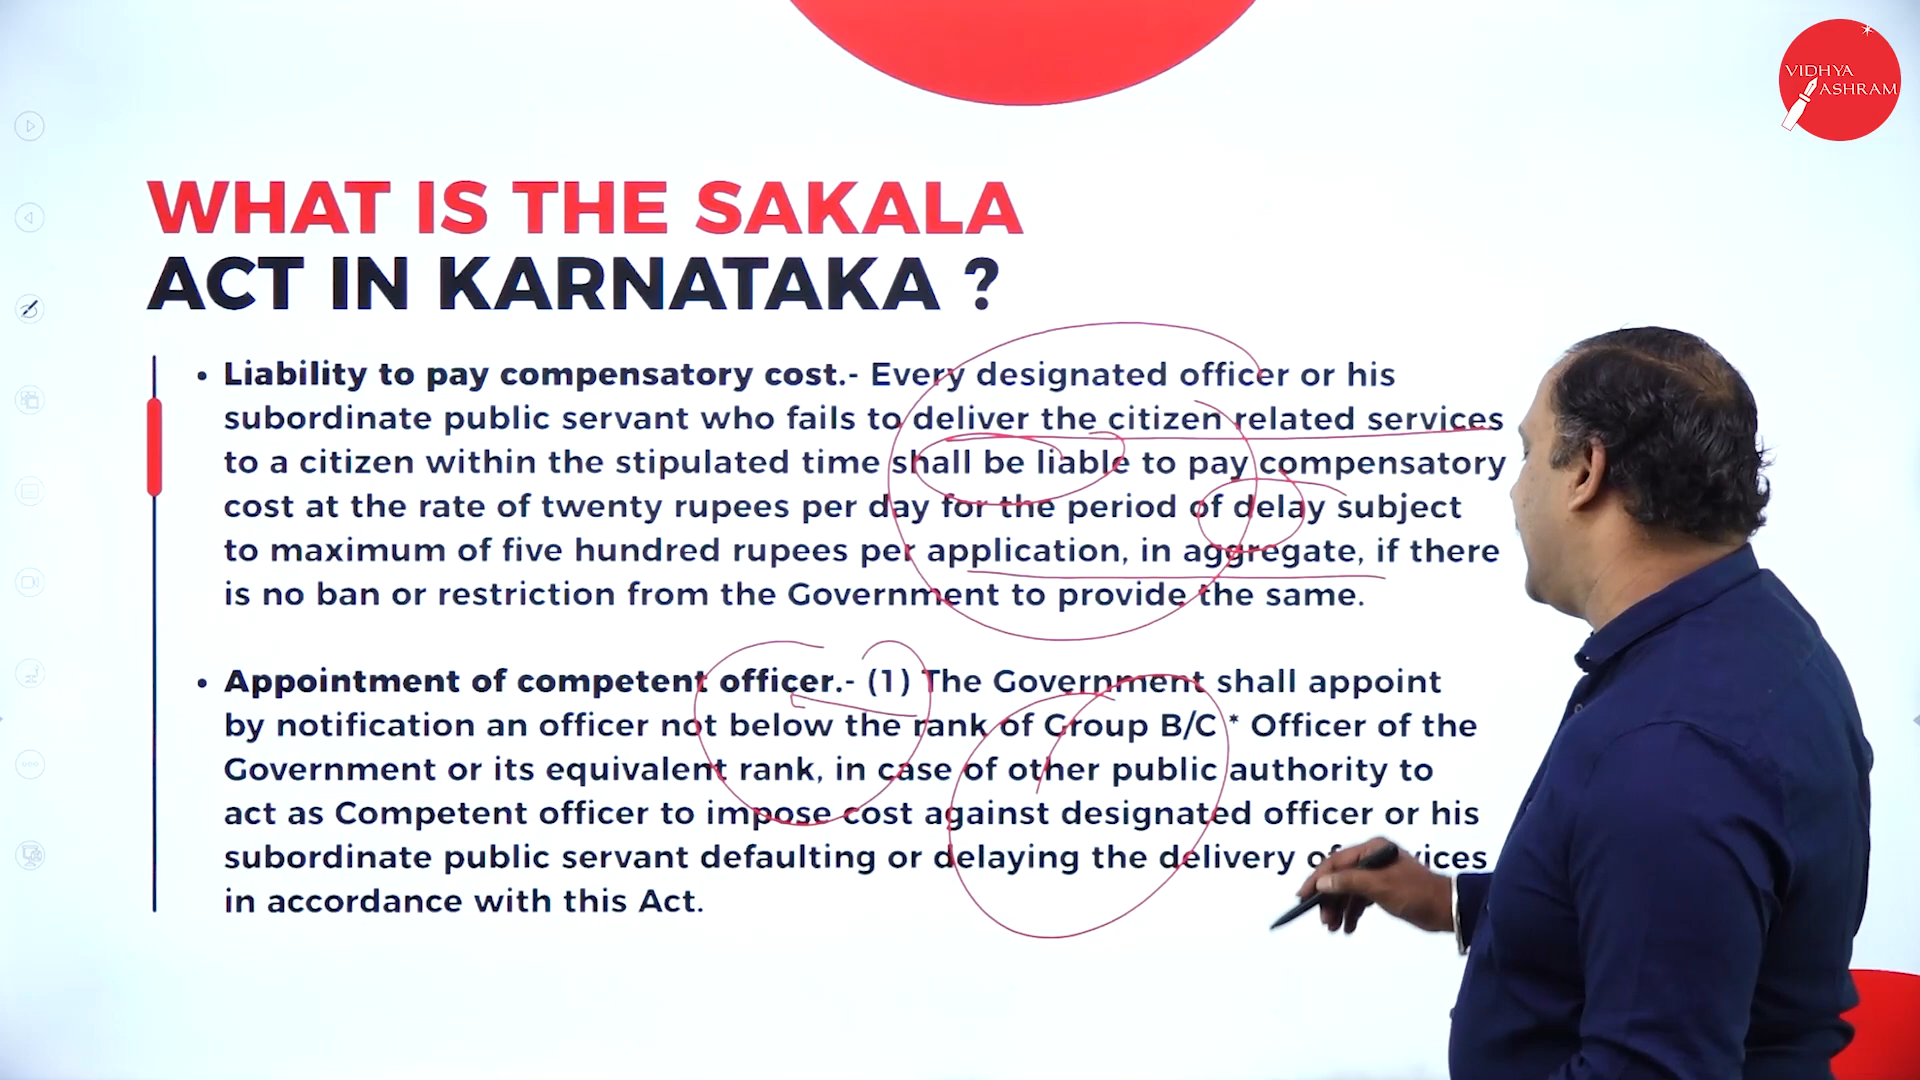 VIDHYA
ASHRAM
WHAT IS THE SAKALA
ACT IN KARNATAKA ?
• Liability to pay compensatory cost.- Every designated officer or his
subordinate public servant who fails to deliver the citizen related services
to a citizen within the stipulated time shall be liable to pay compensatory
cost at the rate of twenty rupees per day for the period of delay subject
to maximum of five hundred rupees per application, in aggregate, if there
is no ban or restriction from the Government to provide the same.
• Appointment of competent officer.- (1) The Government shall appoint
by notification an officer not below the rank of Group B/C * Officer of the
Government or its equivalent rank, in case of other public authority to
act as Competent officer to impose cost against designated officer or his
subordinate public servant defaulting or delaying the delivery
in accordance with this Act.